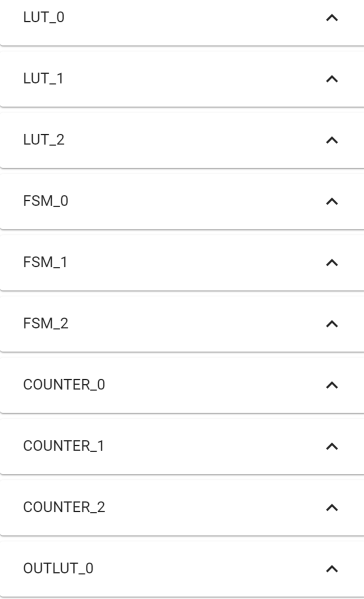 LUT_0
LUT_1
LUT_2
FSM_0
FSM_1
FSM_2
COUNTER_0
COUNTER_1
COUNTER_2
OUTLUT_0